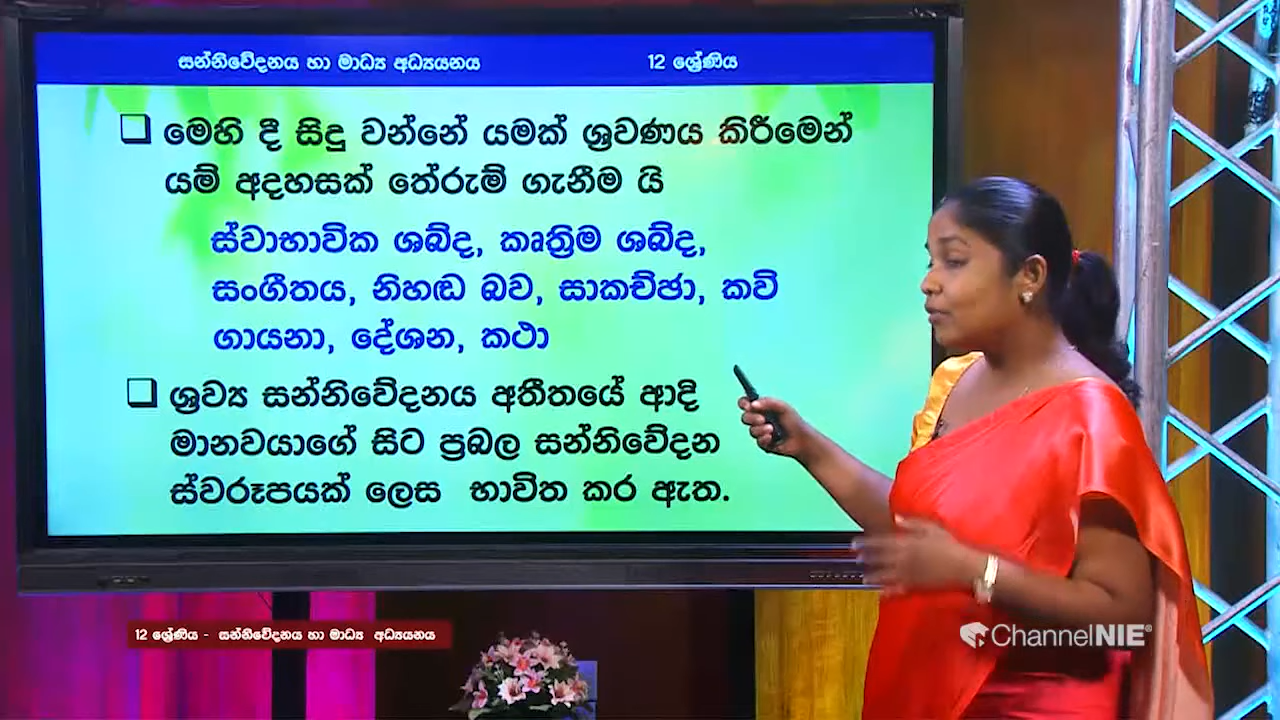 සන්නිවේදනය හා මාධ්‍ය අධ්‍යයනය 12 ශ්‍රේණිය
මෙහි දී සිදු වන්නේ යමක් ශ්‍රවණය කිරීමෙන්
යම් අදහසක් තේරුම් ගැනීම යි
ස්වාභාවික ශබ්ද, කෘත්‍රිම ශබ්ද,
සංගීතය, නිහඬ බව, සාකච්ඡා, කවි
ගායනා, දේශන, කථා
ශ්‍රව්‍ය සන්නිවේදනය අතීතයේ ආදි
මානවයාගේ සිට ප්‍රබල සන්නිවේදන
ස්වරූපයක් ලෙස භාවිත කර ඇත.
12 ශ්‍රේණිය - සන්නිවේදනය හා මාධ්‍ය අධ්‍යයනය
ChannelNIE®